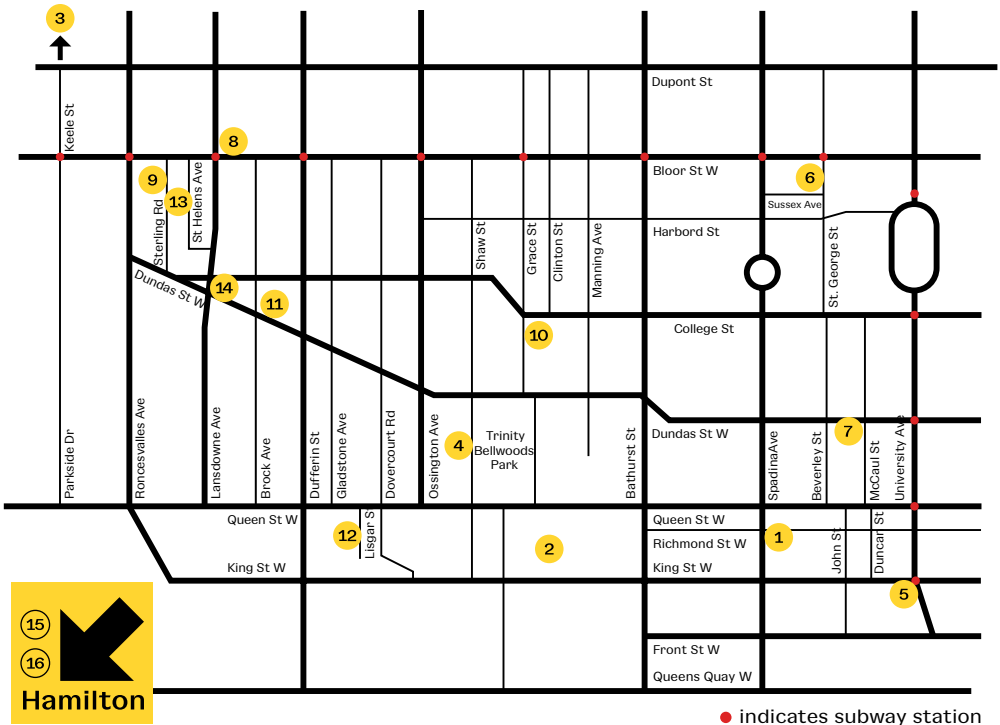 3
Keele St
Dupont St
8
Bloor St W
9
13
6
Sterling Rd
St Helens Ave
Sussex Ave
Shaw St
Grace St
Clinton St
Manning Ave
Harbord St
St. George St
Dundas St W
14
11
10
College St
Parkside Dr
Roncesvalles Ave
Lansdowne Ave
Brock Ave
Dufferin St
Gladstone Ave
Dovercourt Rd
Ossington Ave
4
Trinity
Bellwoods
Park
Bathurst St
Dundas St W
SpadinaAve
Beverley St
7
McCaul St
University Ave
Queen St W
12
Lisgar S
2
Queen St W
1
Richmond St W
John St
Duncan St
King St W
King St W
5
15
16
Hamilton
Front St W
Queens Quay W
indicates subway station